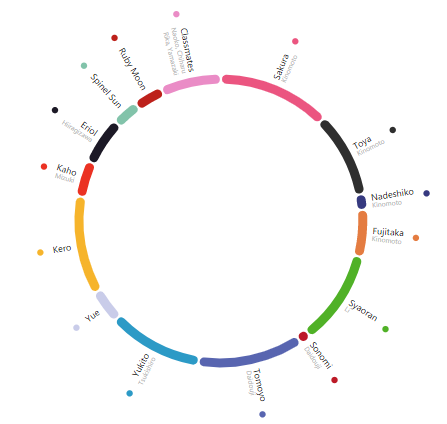 Sakura
Kinomoto
Toya
Kinomoto
Nadeshiko
Kinomoto
Fujitaka
Kinomoto
Syaoran
Li
Sonomi
Daidouji
Tomoyo
Daidouji
Yukito
Tsukishiro
Yue
Kero
Kaho
Mizuki
Eriol
Hiiragizawa
Spinel Sun
Ruby Moon
Classmates
Naoko, Chiharu
Rika, Yamazaki